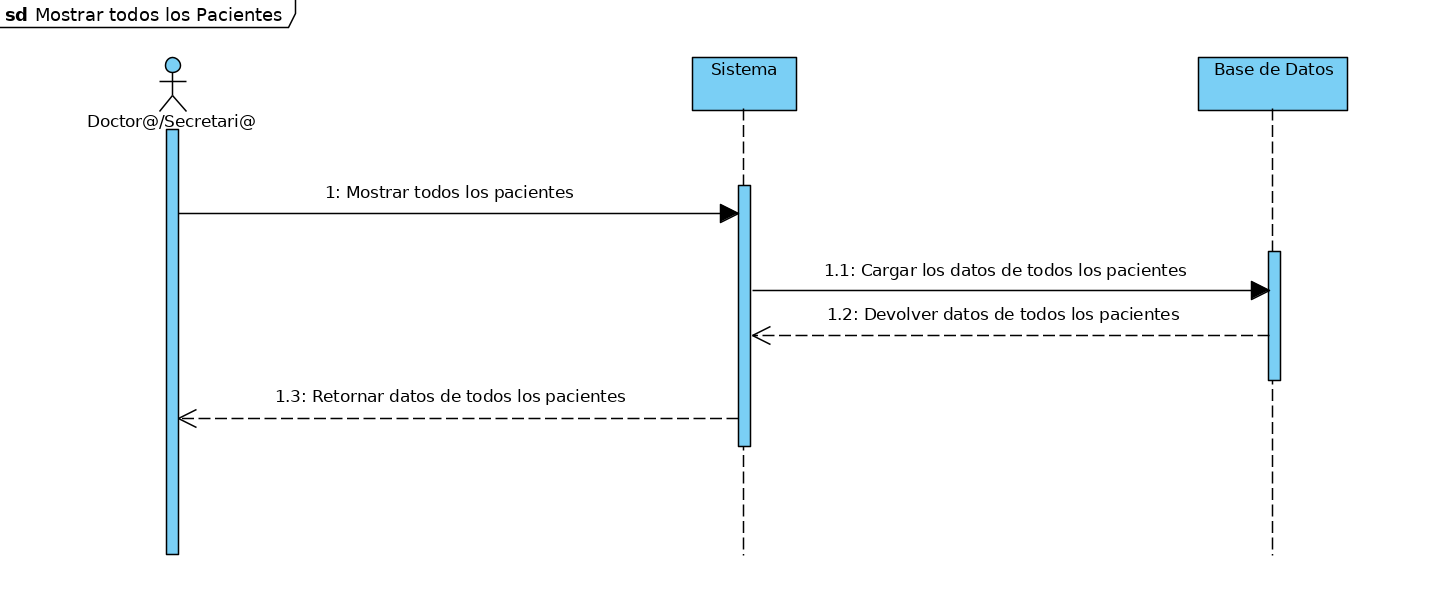 sd Mostrar todos los Pacientes
Doctor@/Secretari@
Sistema
Base de Datos
1: Mostrar todos los pacientes
1.1: Cargar los datos de todos los pacientes
1.2: Devolver datos de todos los pacientes
1.3: Retornar datos de todos los pacientes